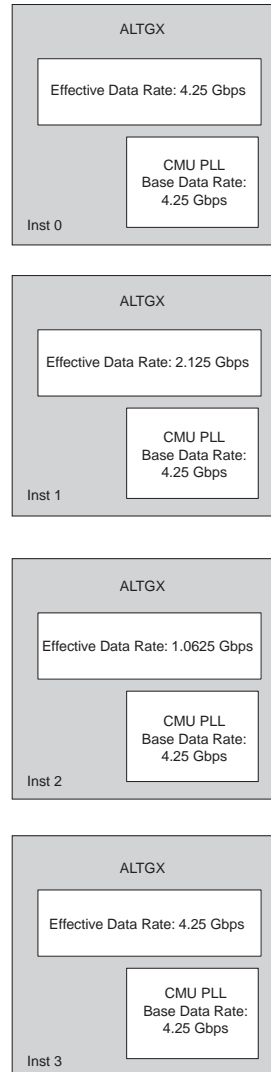 ALTGX
Effective Data Rate: 4.25 Gbps
CMU PLL
Base Data Rate:
4.25 Gbps
Inst 0
ALTGX
Effective Data Rate: 2.125 Gbps
CMU PLL
Base Data Rate:
4.25 Gbps
Inst 1
ALTGX
Effective Data Rate: 1.0625 Gbps
CMU PLL
Base Data Rate:
4.25 Gbps
Inst 2
ALTGX
Effective Data Rate: 4.25 Gbps
CMU PLL
Base Data Rate:
4.25 Gbps
Inst 3